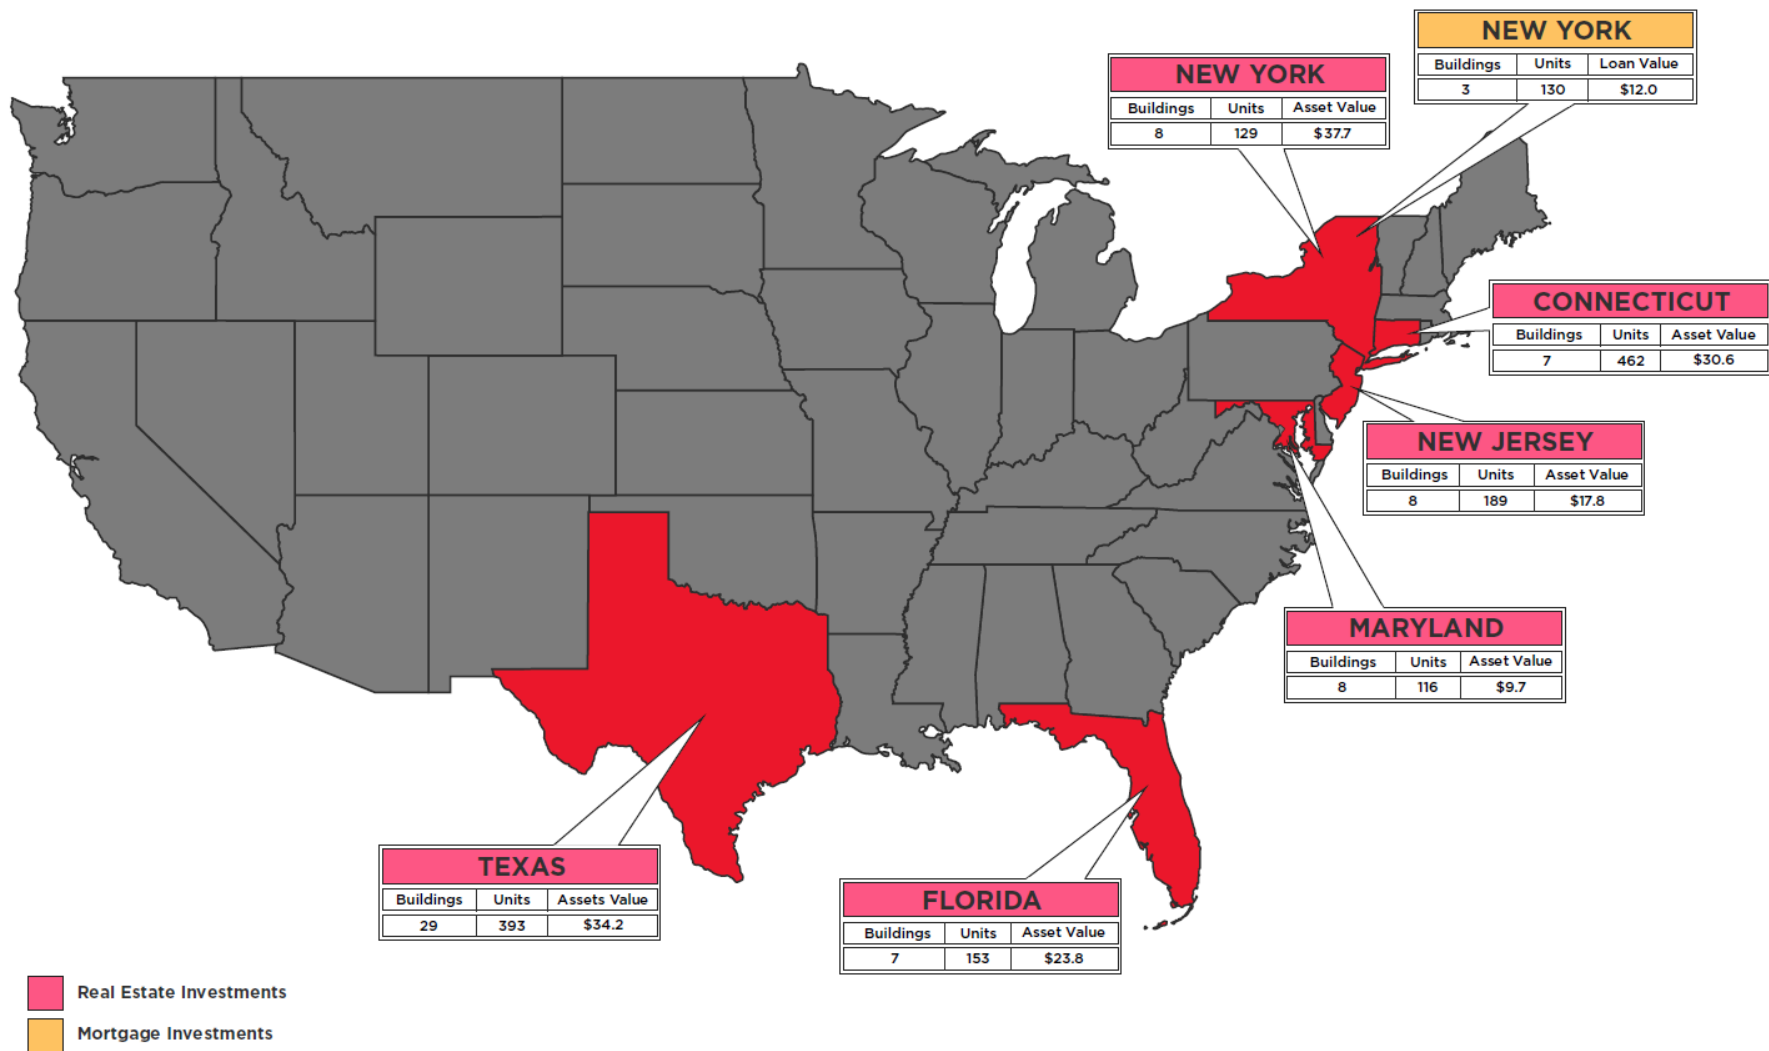 NEW YORK
Buildings Units Loan Value
3 130 $12.0
NEW YORK
Buildings Units Asset Value
8 129 $37.7
CONNECTICUT
Buildings Units Asset Value
7 462 $30.6
NEW JERSEY
Buildings Units Asset Value
8 189 $17.8
MARYLAND
Buildings Units Asset Value
8 116 $9.7
TEXAS
Buildings Units Assets Value
29 393 $34.2
FLORIDA
Buildings Units Asset Value
7 153 $23.8
Real Estate Investments
Mortgage Investments